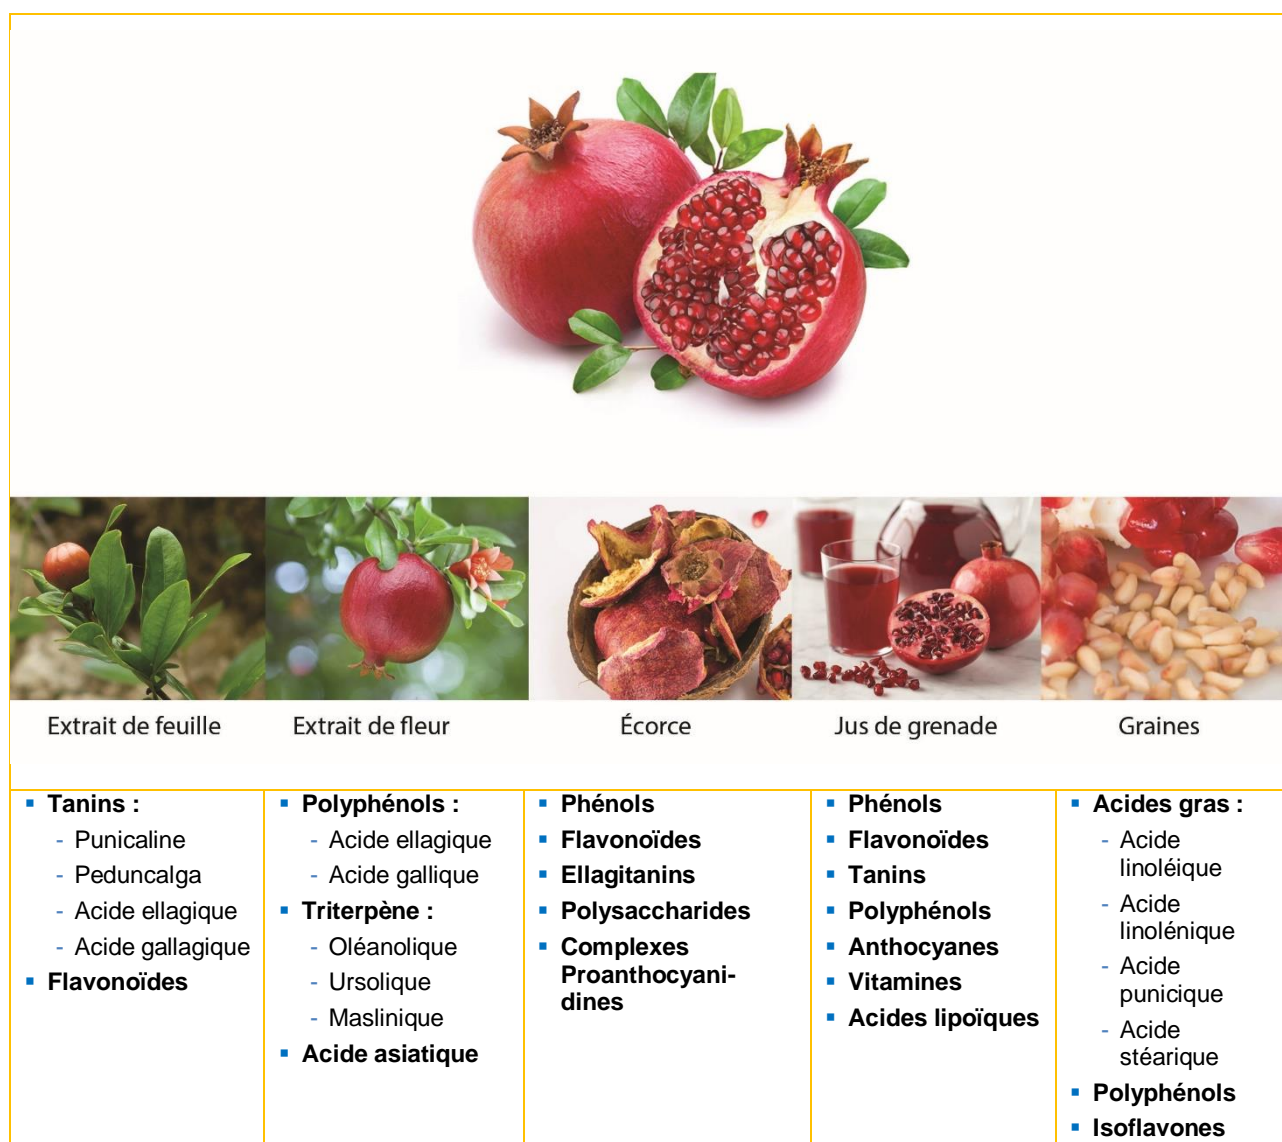 Extrait de feuille
Extrait de fleur
Écorce
Jus de grenade
Graines
▪ Tanins :
- Punicaline
- Peduncalga
- Acide ellagique
- Acide gallagique
▪ Flavonoïdes
▪ Polyphénols :
- Acide ellagique
- Acide gallique
▪ Triterpène :
- Oléanolique
- Ursolique
- Maslinique
▪ Acide asiatique
▪ Phénols
▪ Flavonoïdes
▪ Ellagitanins
▪ Polysaccharides
▪ Complexes
Proanthocyani-
dines
▪ Phénols
▪ Flavonoïdes
▪ Tanins
▪ Polyphénols
▪ Anthocyanes
▪ Vitamines
▪ Acides lipoïques
▪ Acides gras :
- Acide
linoléique
- Acide
linolénique
- Acide
punicique
- Acide
stéarique
▪ Polyphénols
▪ Isoflavones